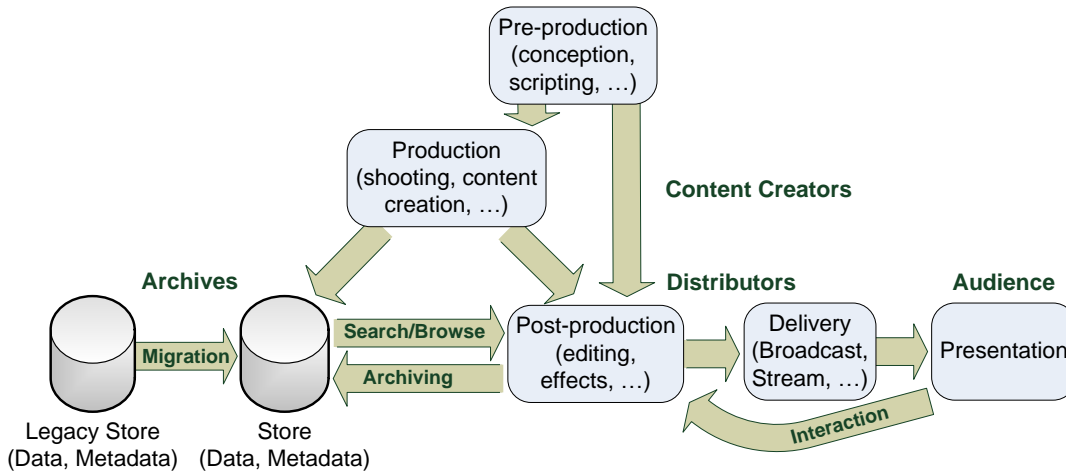 Pre-production
(conception,
scripting, …)
Production
(shooting, content
creation, …)
Content Creators
Archives
Distributors
Audience
Migration
Search/Browse
Archiving
Post-production
(editing,
effects, …)
Delivery
(Broadcast,
Stream, …)
Presentation
Interaction
Legacy Store
(Data, Metadata)
Store
(Data, Metadata)